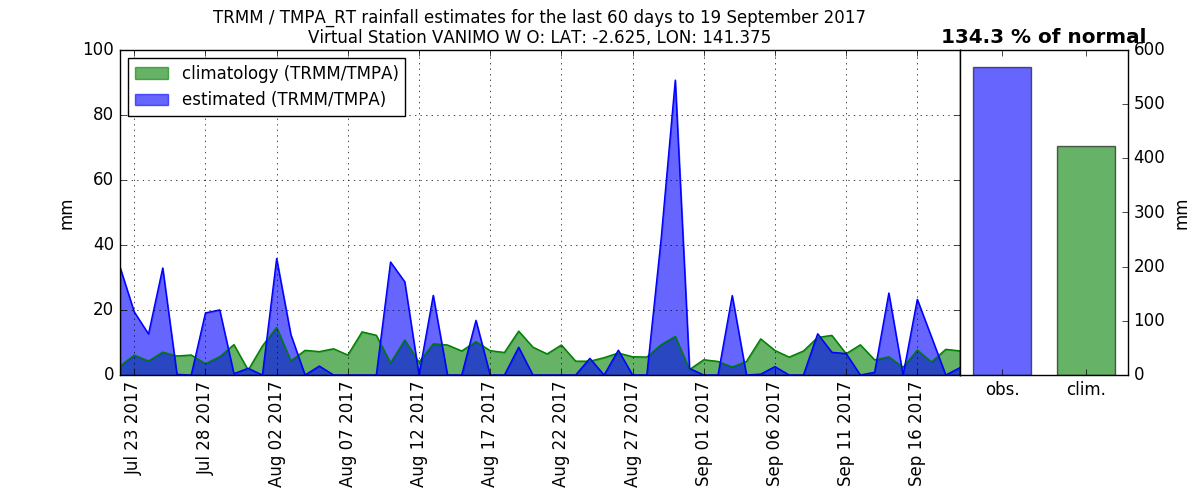 TRMM / TMPA_RT rainfall estimates for the last 60 days to 19 September 2017
Virtual Station VANIMO W O: LAT: -2.625, LON: 141.375
134.3 % of normal
climatology (TRMM/TMPA)
estimated (TRMM/TMPA)
100
80
60
40
20
0
mm
Jul 23 2017
Jul 28 2017
Aug 02 2017
Aug 07 2017
Aug 12 2017
Aug 17 2017
Aug 22 2017
Aug 27 2017
Sep 01 2017
Sep 06 2017
Sep 11 2017
Sep 16 2017
600
500
400
300
200
100
0
mm
obs.
clim.